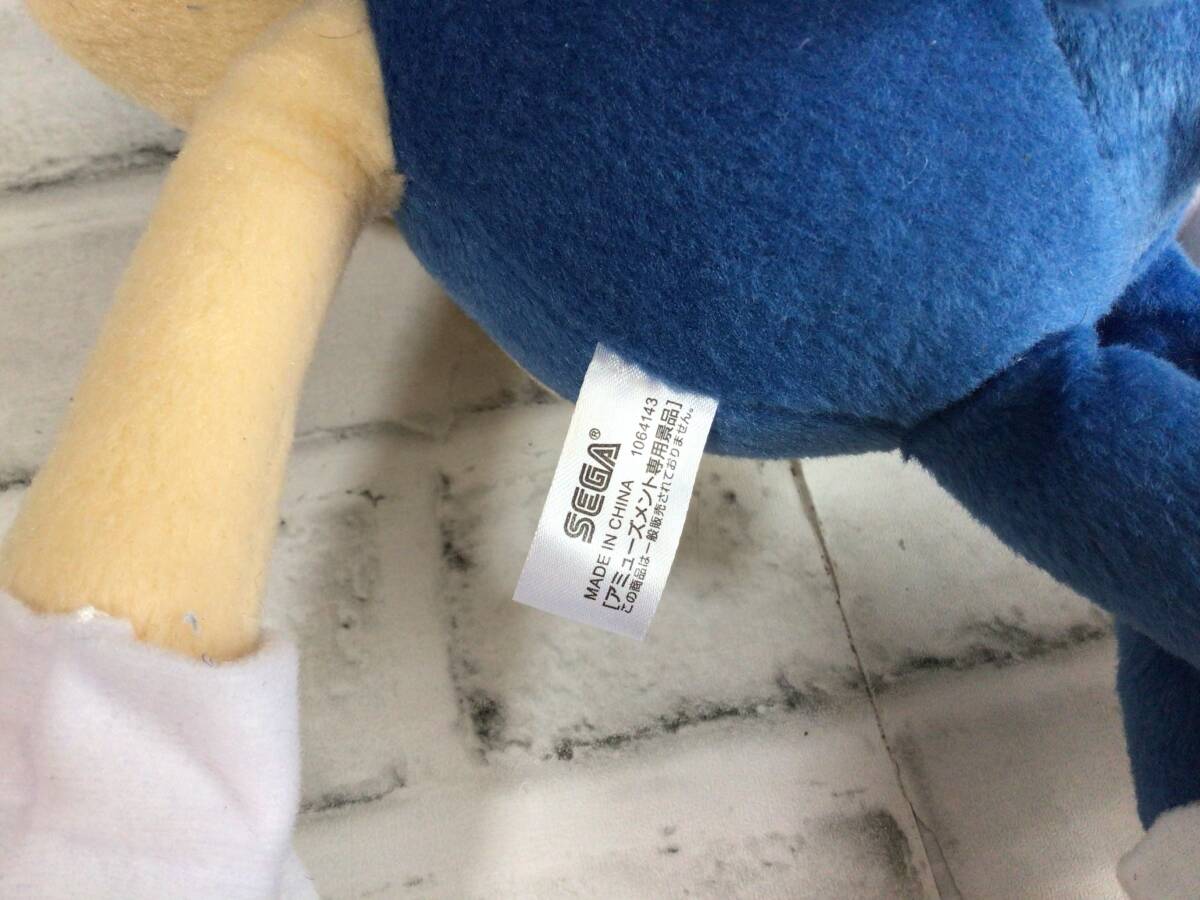 SEGA®
MADE IN CHINA 1064143
[アミューズメント専用景品]
この商品は一般販売されておりません。